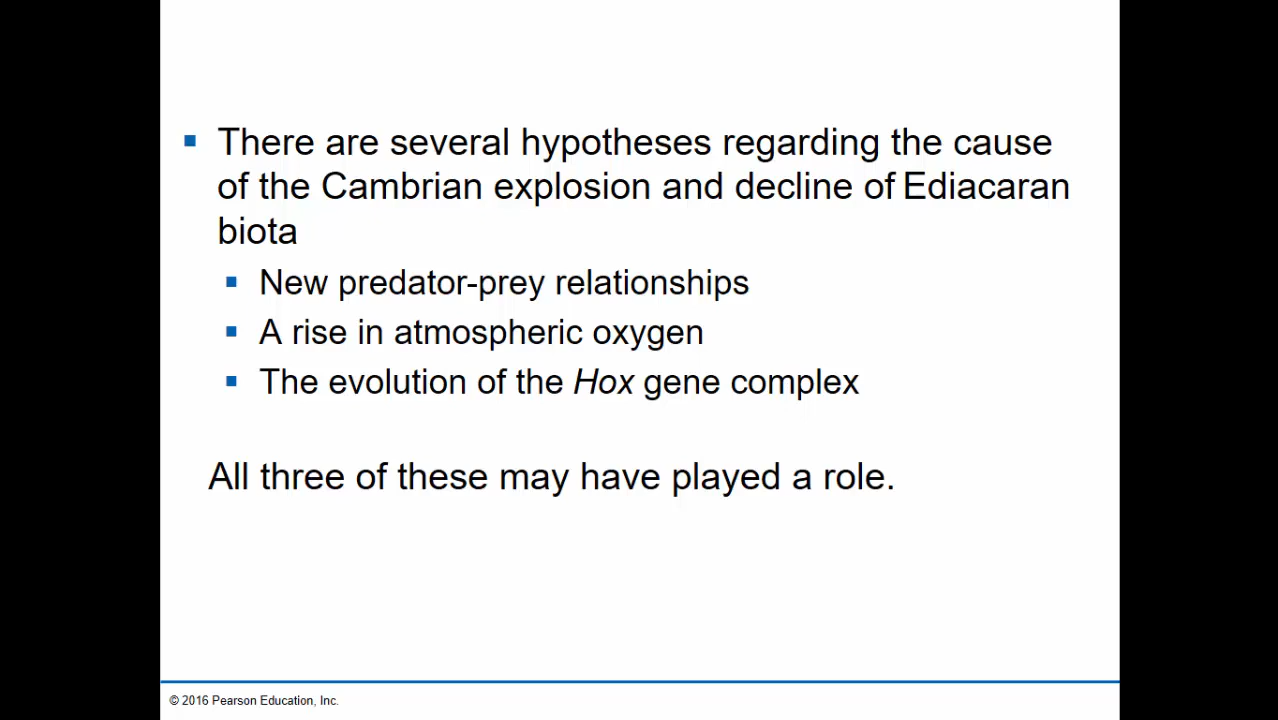 There are several hypotheses regarding the cause
of the Cambrian explosion and decline of Ediacaran
biota
New predator-prey relationships
A rise in atmospheric oxygen
The evolution of the Hox gene complex
All three of these may have played a role.
© 2016 Pearson Education, Inc.